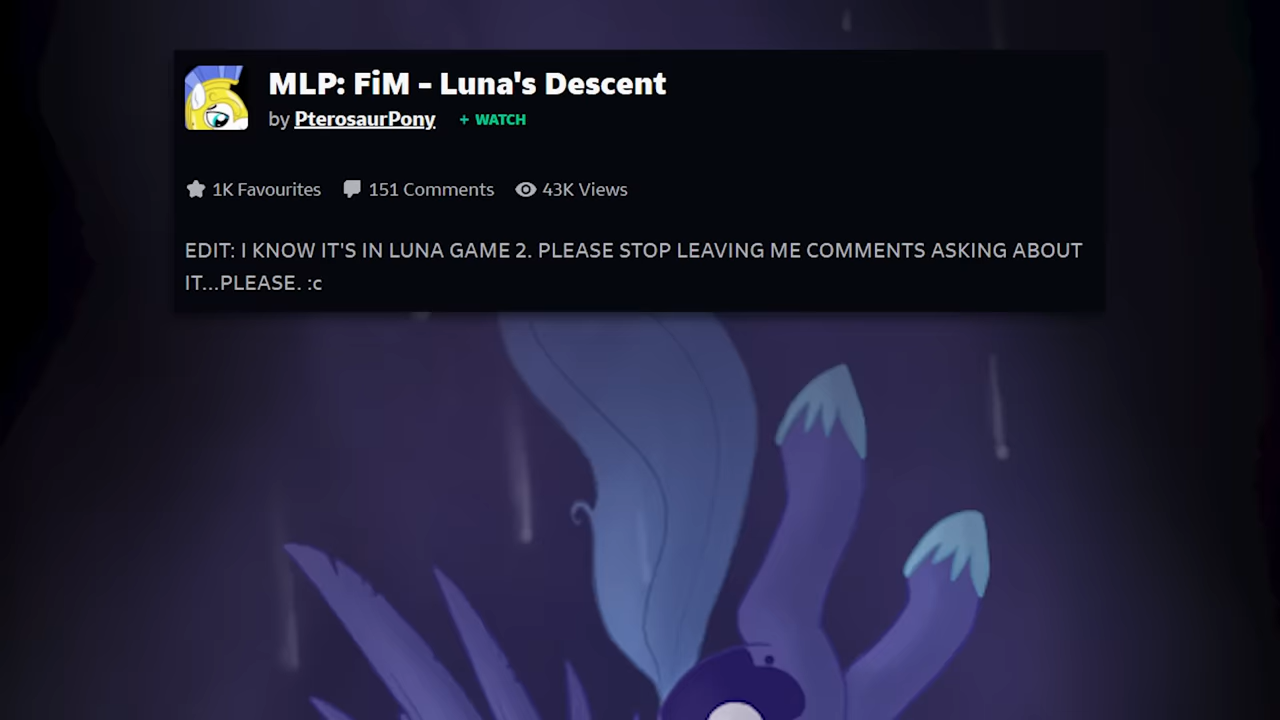 MLP: FiM - Luna's Descent
by PterosaurPony + WATCH
1K Favourites 151 Comments 43K Views
EDIT: I KNOW IT'S IN LUNA GAME 2. PLEASE STOP LEAVING ME COMMENTS ASKING ABOUT
IT...PLEASE. :c